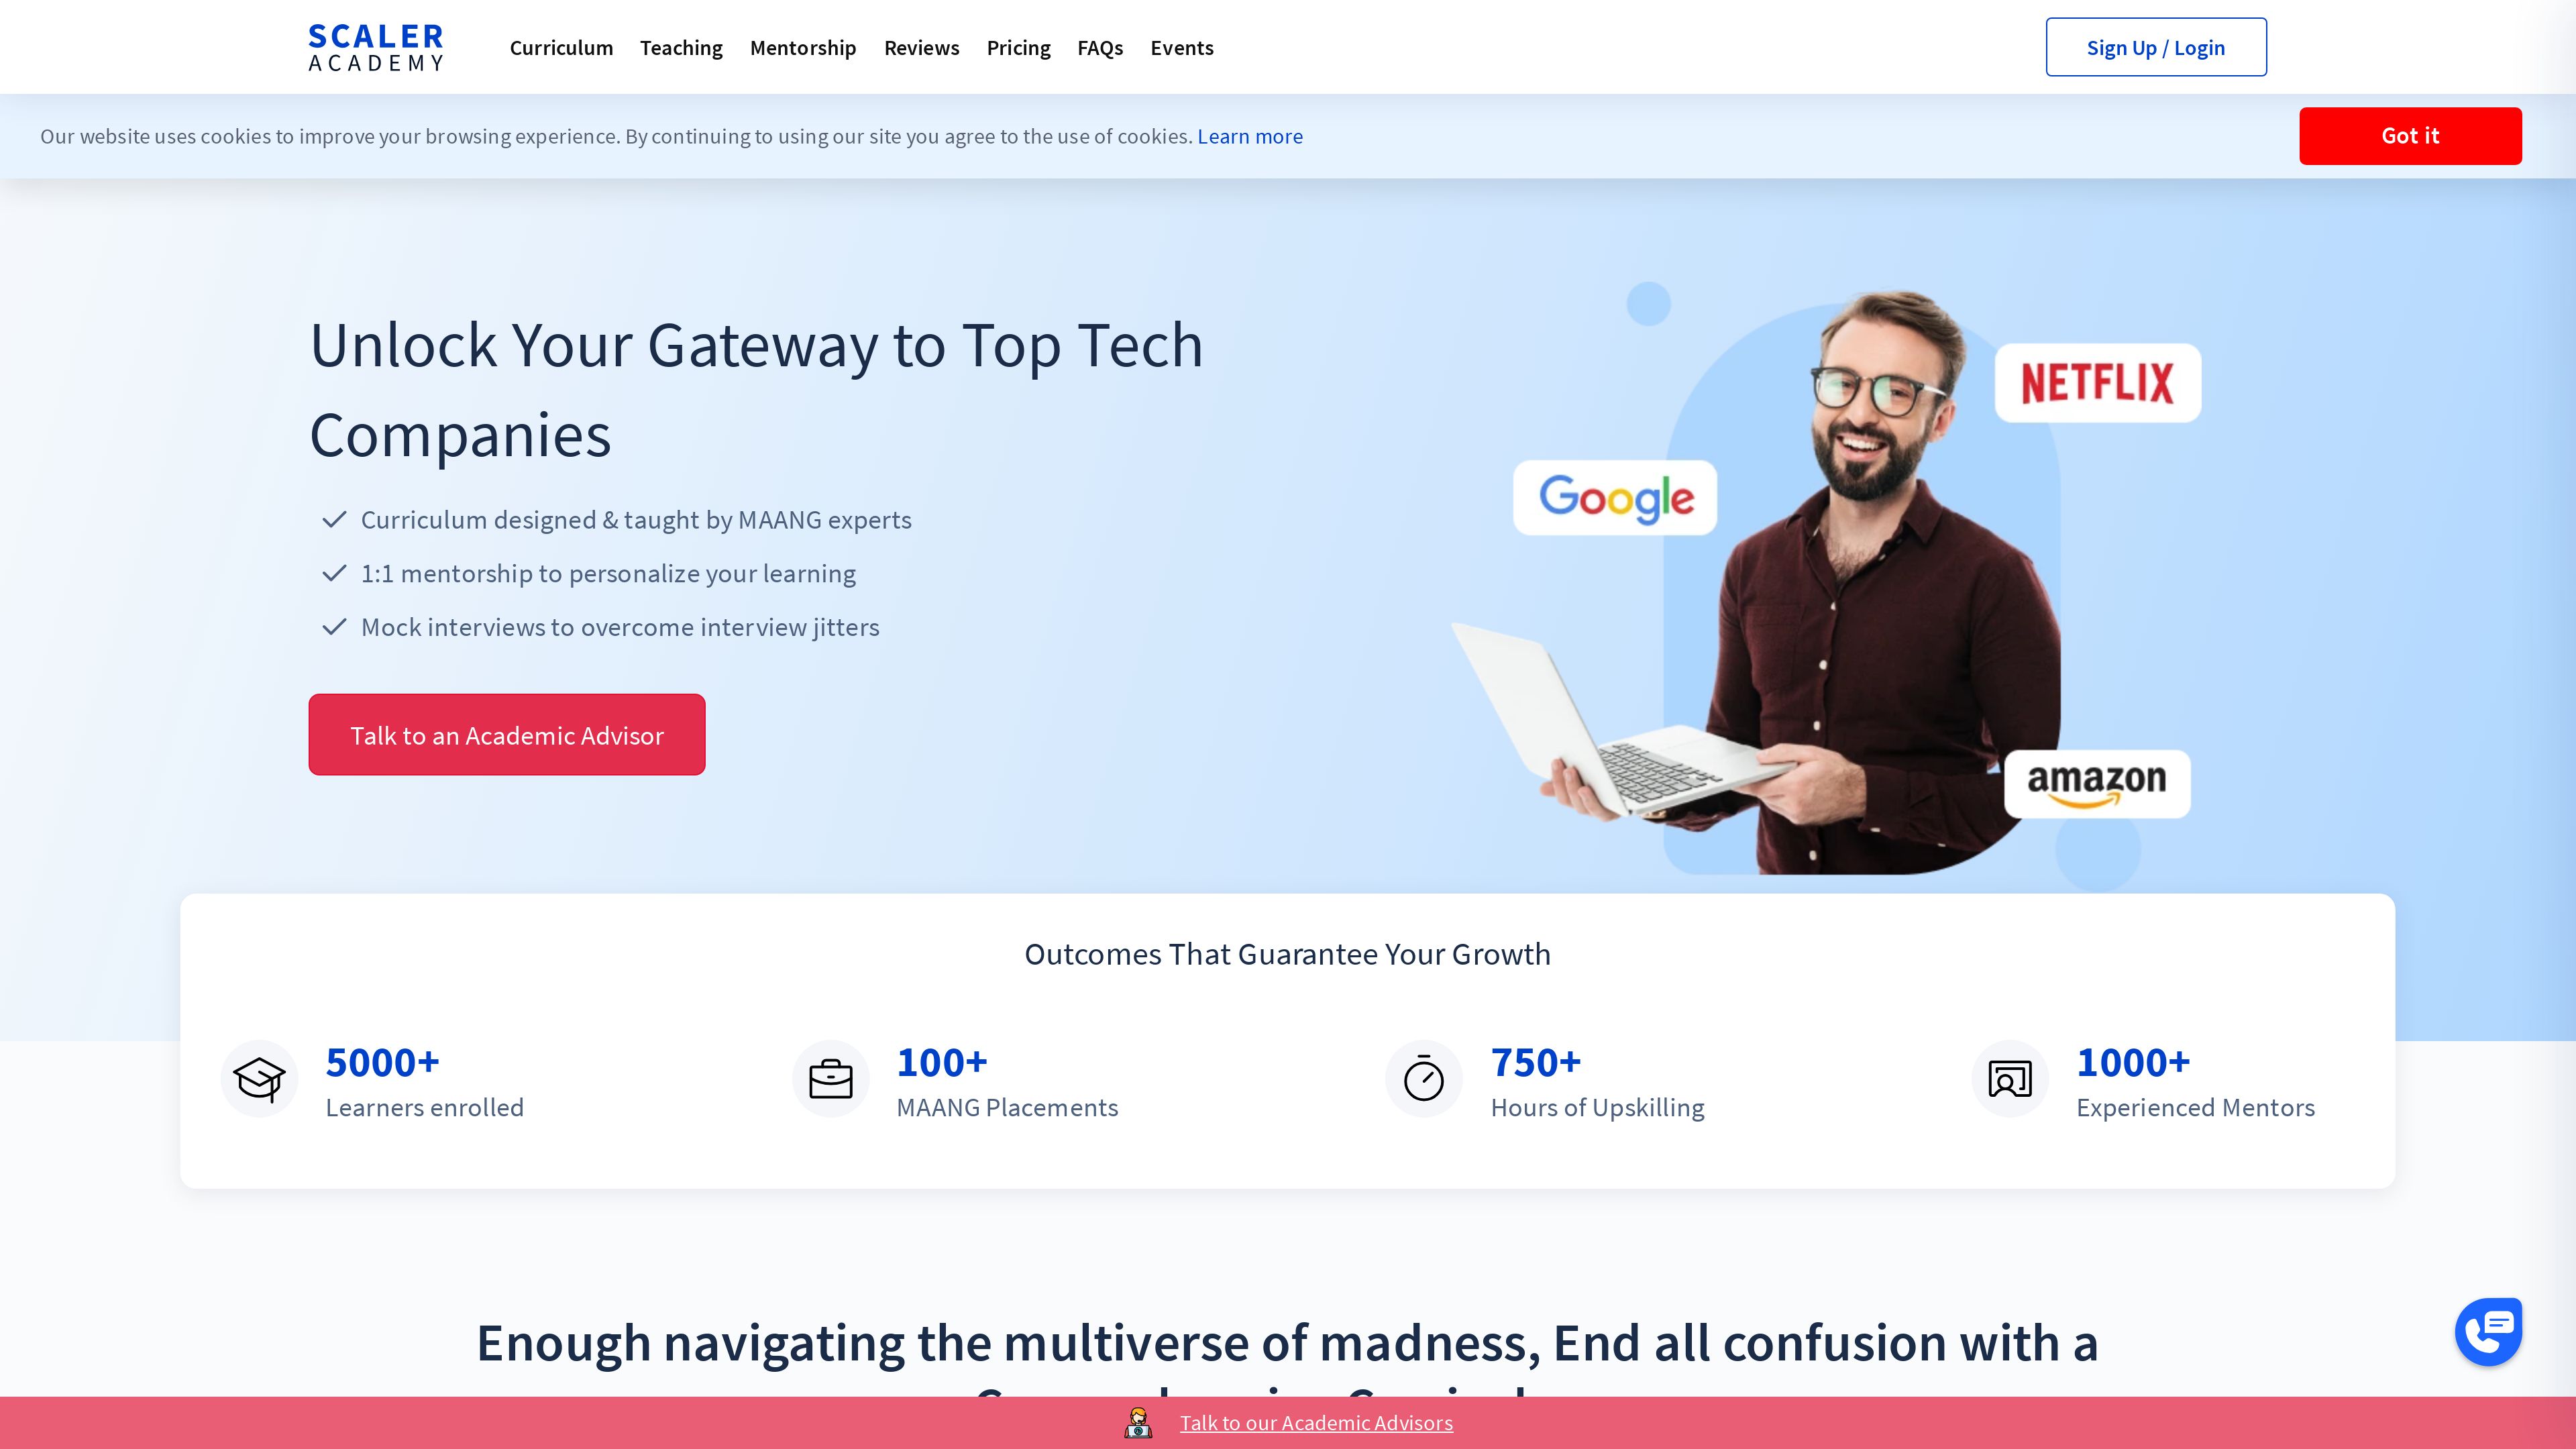 SCALER
ACADEMY
Curriculum
Teaching
Mentorship
Reviews
Pricing
FAQs
Events
Sign Up / Login
Our website uses cookies to improve your browsing experience. By continuing to using our site you agree to the use of cookies. Learn more
Got it
Unlock Your Gateway to Top Tech
Companies
Curriculum designed & taught by MAANG experts
1:1 mentorship to personalize your learning
Mock interviews to overcome interview jitters
Talk to an Academic Advisor
NETFLIX
Google
amazon
Outcomes That Guarantee Your Growth
5000+
Learners enrolled
100+
MAANG Placements
750+
Hours of Upskilling
1000+
Experienced Mentors
Enough navigating the multiverse of madness, End all confusion with a
Talk to our Academic Advisors